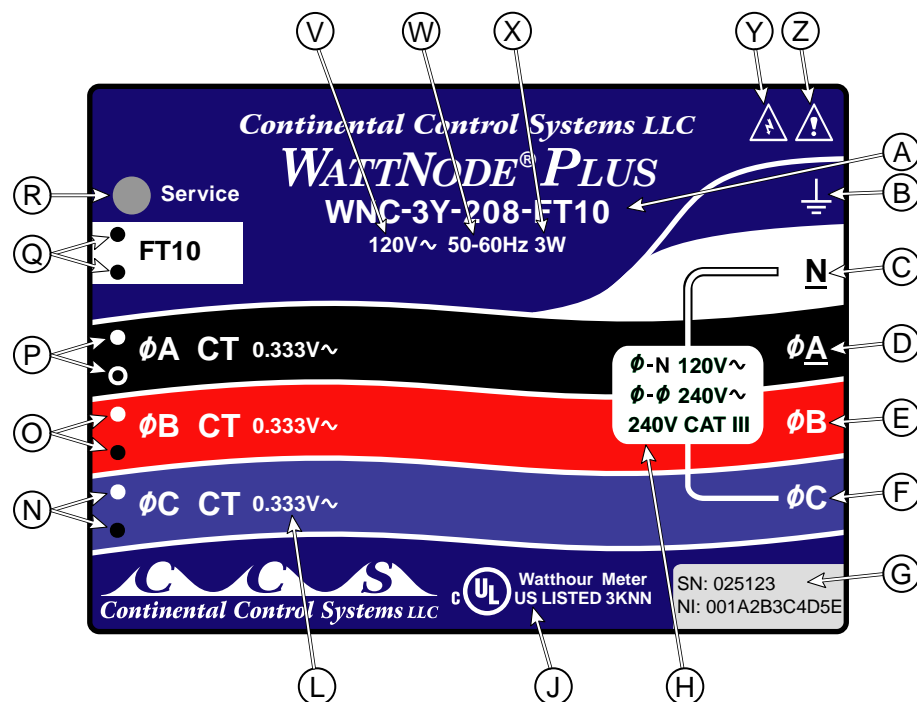 V W X Y Z
Continental Control Systems LLC
WATTNODE® PLUS
WNC-3Y-208-FT10
120V~ 50-60Hz 3W
A
R Service
B
Q FT10
N C
P ΦA CT 0.333V~
Φ-N 120V~
Φ-Φ 240V~
240V CAT III
ΦA D
O ΦB CT 0.333V~
ΦB E
N ΦC CT 0.333V~
ΦC F
C C S
Continental Control Systems LLC
c UL Watthour Meter
US LISTED 3KNN
SN: 025123
NI: 001A2B3C4D5E
G
L J H